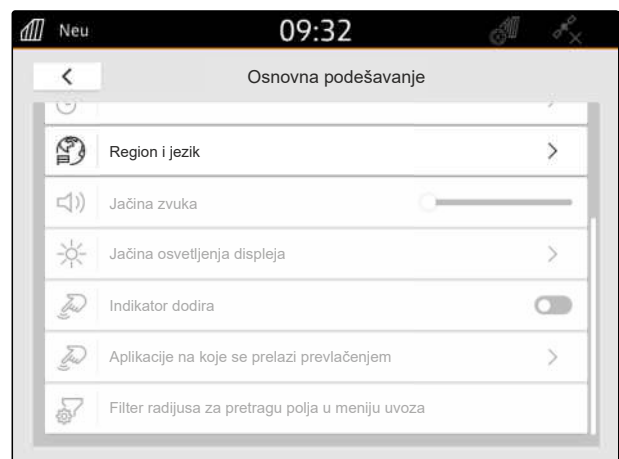 Neu
09:32
Osnovna podešavanje
Region i jezik
Jačina zvuka
Jačina osvetljenja displeja
Indikator dodira
Aplikacije na koje se prelazi prevlačenjem
Filter radijusa za pretragu polja u meniju uvoza